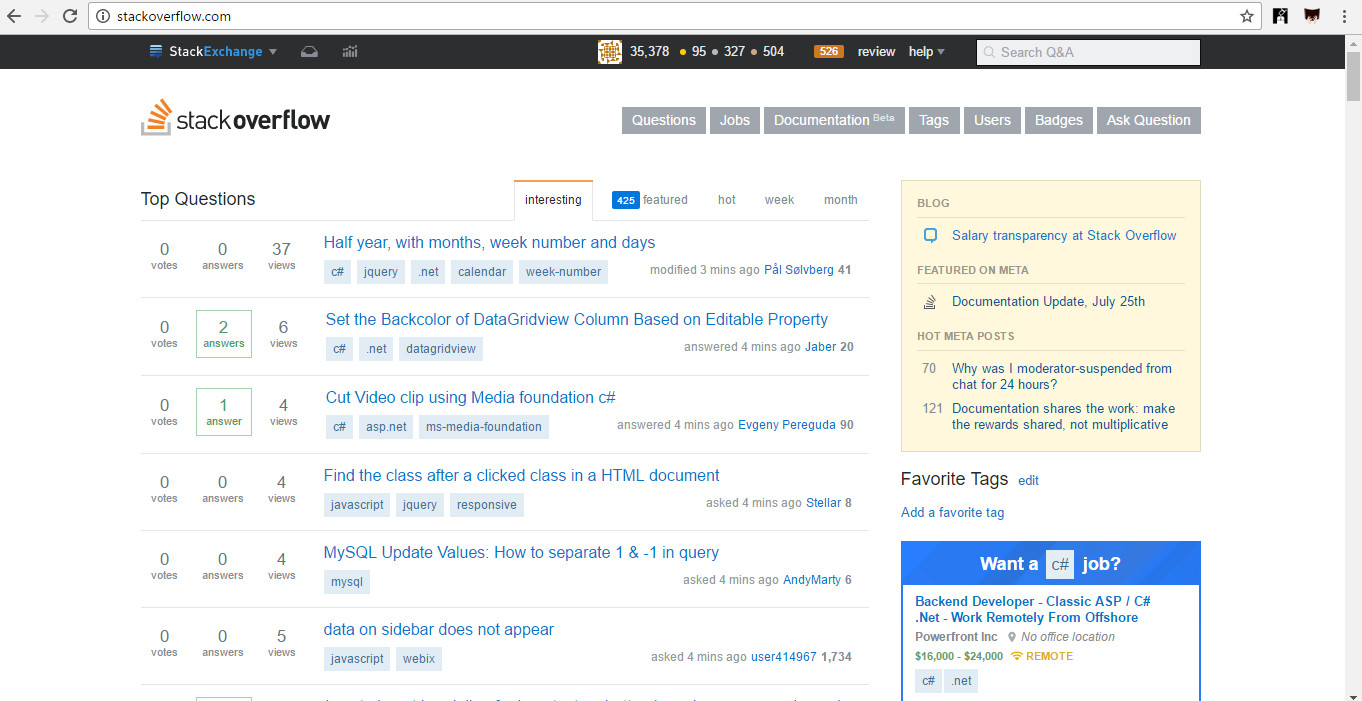 stackoverflow.com
StackExchange
35,378 95 327 504
526 review help
Search Q&A
stackoverflow
Questions Jobs Documentation Beta Tags Users Badges Ask Question
Top Questions
interesting 425 featured hot week month
0 votes 0 answers 37 views
Half year, with months, week number and days
c# jquery .net calendar week-number
modified 3 mins ago Pål Sølvberg 41
0 votes 2 answers 6 views
Set the Backcolor of DataGridview Column Based on Editable Property
c# .net datagridview
answered 4 mins ago Jaber 20
0 votes 1 answer 4 views
Cut Video clip using Media foundation c#
c# asp.net ms-media-foundation
answered 4 mins ago Evgeny Pereguda 90
0 votes 0 answers 4 views
Find the class after a clicked class in a HTML document
javascript jquery responsive
asked 4 mins ago Stellar 8
0 votes 0 answers 4 views
MySQL Update Values: How to separate 1 & -1 in query
mysql
asked 4 mins ago AndyMarty 6
0 votes 0 answers 5 views
data on sidebar does not appear
javascript webix
asked 4 mins ago user414967 1,734
BLOG
Salary transparency at Stack Overflow
FEATURED ON META
Documentation Update, July 25th
HOT META POSTS
70 Why was I moderator-suspended from
chat for 24 hours?
121 Documentation shares the work: make
the rewards shared, not multiplicative
Favorite Tags edit
Add a favorite tag
Want a c# job?
Backend Developer - Classic ASP / C#
.Net - Work Remotely From Offshore
Powerfront Inc No office location
$16,000 - $24,000 REMOTE
c# .net